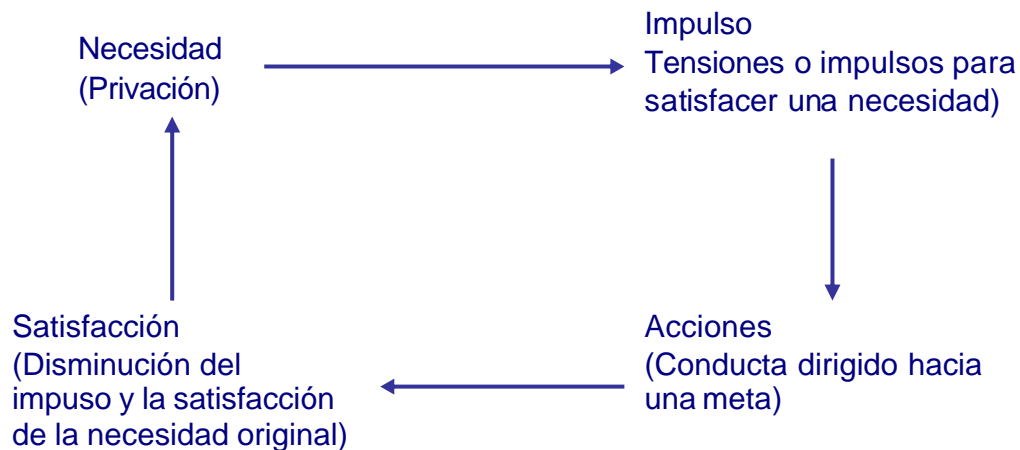 Necesidad
(Privación)
Impulso
Tensiones o impulsos para
satisfacer una necesidad)
Acciones
(Conducta dirigido hacia
una meta)
Satisfacción
(Disminución del
impuso y la satisfacción
de la necesidad original)